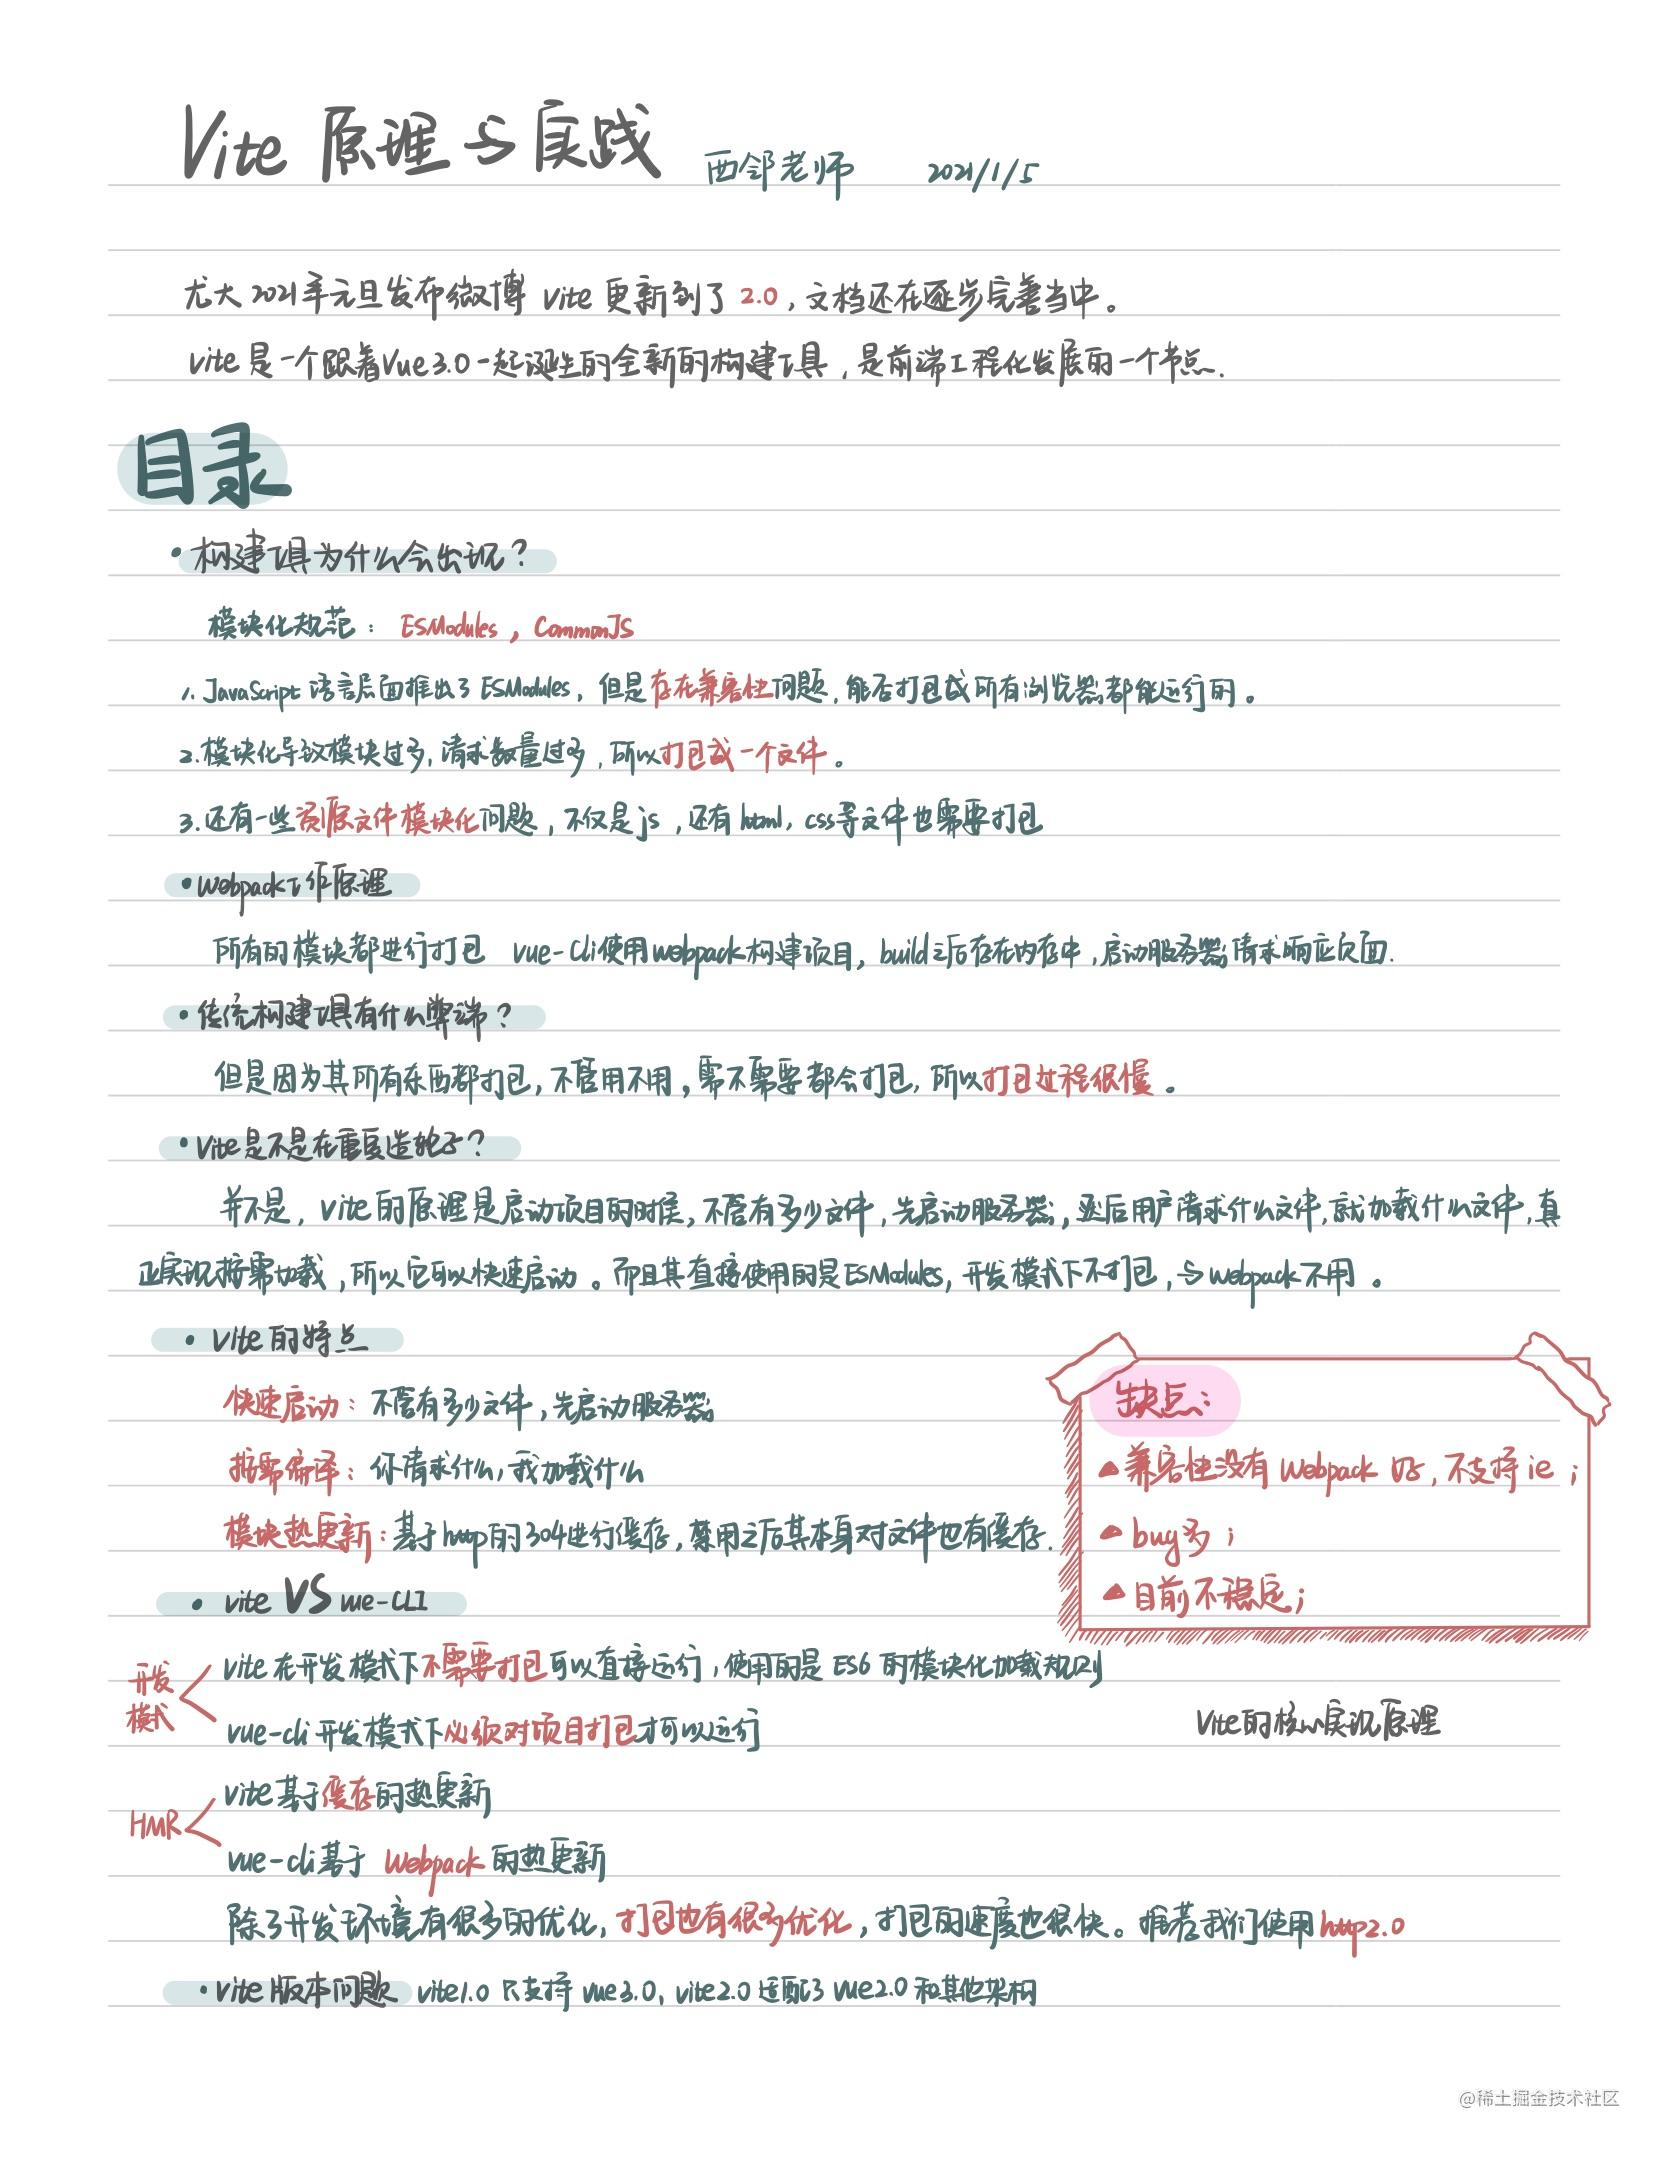 Vite 原理与实践 西邻老师 2021/1/5
尤大 2021年元旦发布微博 Vite 更新到了 2.0，文档还在逐步完善当中。
Vite 是一个跟着Vue3.0一起诞生的全新的构建工具，是前端工程化发展的一个节点.
目录
• 构建工具为什么会出现？
模块化规范： ESModules，CommonJS
1. JavaScript 语言层面推出了 ESModules，但是存在兼容性问题，能否打包成所有浏览器都能运行的。
2.模块化导致模块过多，请求数量过多，所以打包成一个文件。
3.还有一些资源文件模块化问题，不仅是js，还有 html，css等文件也需要打包
• Webpack工作原理
所有的模块都进行打包 vue-Cli使用webpack构建项目，build之后存在内存中，启动服务器请求响应页面.
• 传统构建工具有什么弊端？
但是因为其所有东西都打包，不管用不用，需不需要都会打包，所以打包过程很慢。
• Vite是不是在重复造轮子？
并不是，Vite的原理是启动项目的时候，不管有多少文件，先启动服务器，然后用户请求什么文件，就加载什么文件，真
正实现按需加载，所以它可以快速启动。而且其直接使用的是ESModules，开发模式下不打包，与webpack不用。
• Vite的特点
快速启动：不管有多少文件，先启动服务器
按需编译：你请求什么，我加载什么
模块热更新：基于http的304进行缓存，禁用之后其本身对文件也有缓存.
缺点：
▲兼容性没有 Webpack 好，不支持 ie；
▲bug多；
▲目前不稳定；
• vite VS vue-CLI
开发模式
vite 在开发模式下不需要打包可以直接运行，使用的是 ES6 的模块化加载规则
vue-cli 开发模式下必须对项目打包才可以运行
Vite的核心实现原理
HMR
vite基于缓存的热更新
vue-cli基于 Webpack 的热更新
除了开发环境有很多的优化，打包也有很多优化，打包的速度也很快。推荐我们使用http2.0
• vite版本问题 vite1.0 只支持 vue3.0，vite2.0 适配了 vue2.0 和其他架构
@稀土掘金技术社区